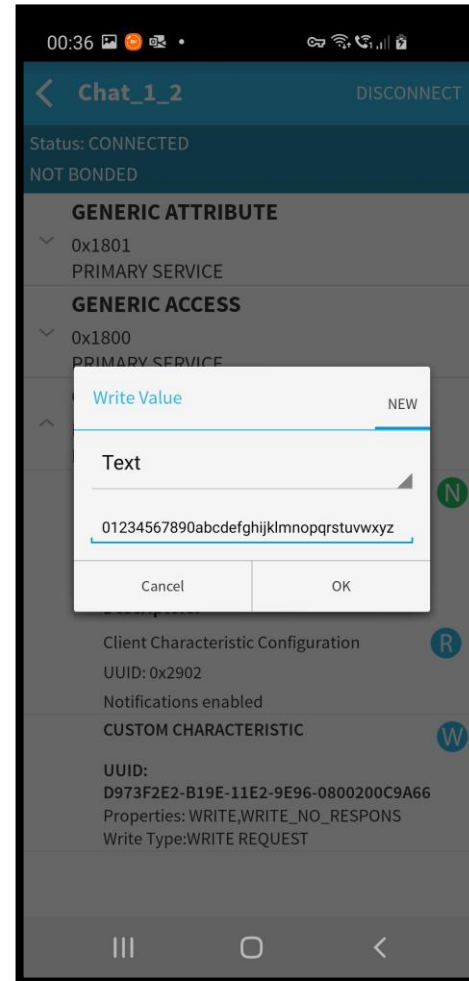 00:36
Chat_1_2 DISCONNECT
Status: CONNECTED
NOT BONDED
GENERIC ATTRIBUTE
0x1801
PRIMARY SERVICE
GENERIC ACCESS
0x1800
PRIMARY SERVICE
Write Value NEW
Text
N
01234567890abcdefghijklmnopqrstuvwxyz
Cancel OK
Client Characteristic Configuration R
UUID: 0x2902
Notifications enabled
CUSTOM CHARACTERISTIC W
UUID:
D973F2E2-B19E-11E2-9E96-0800200C9A66
Properties: WRITE,WRITE_NO_RESPONS
Write Type:WRITE REQUEST